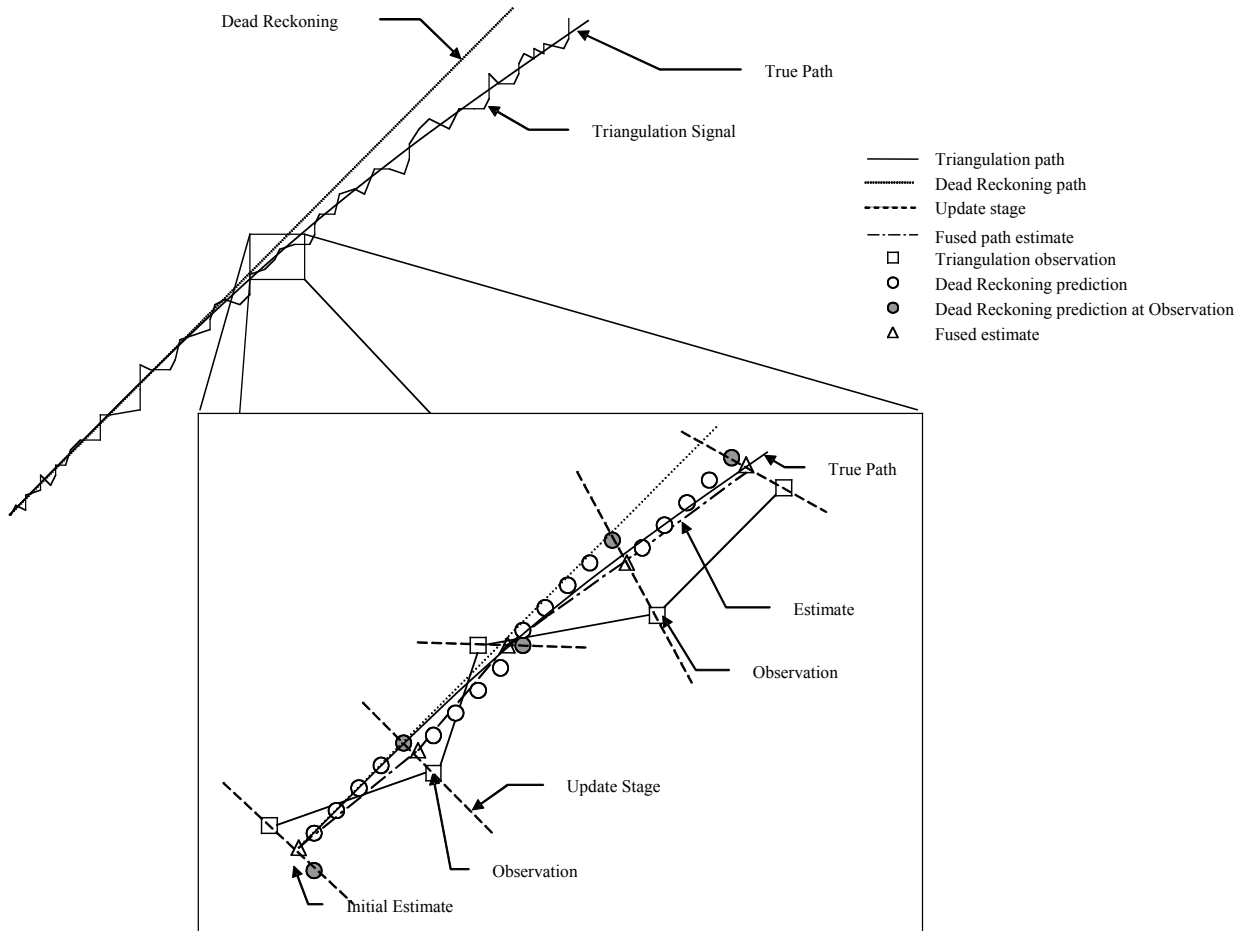 Dead Reckoning
True Path
Triangulation Signal
Triangulation path
Dead Reckoning path
Update stage
Fused path estimate
Triangulation observation
Dead Reckoning prediction
Dead Reckoning prediction at Observation
Fused estimate
True Path
Estimate
Observation
Update Stage
Observation
Initial Estimate